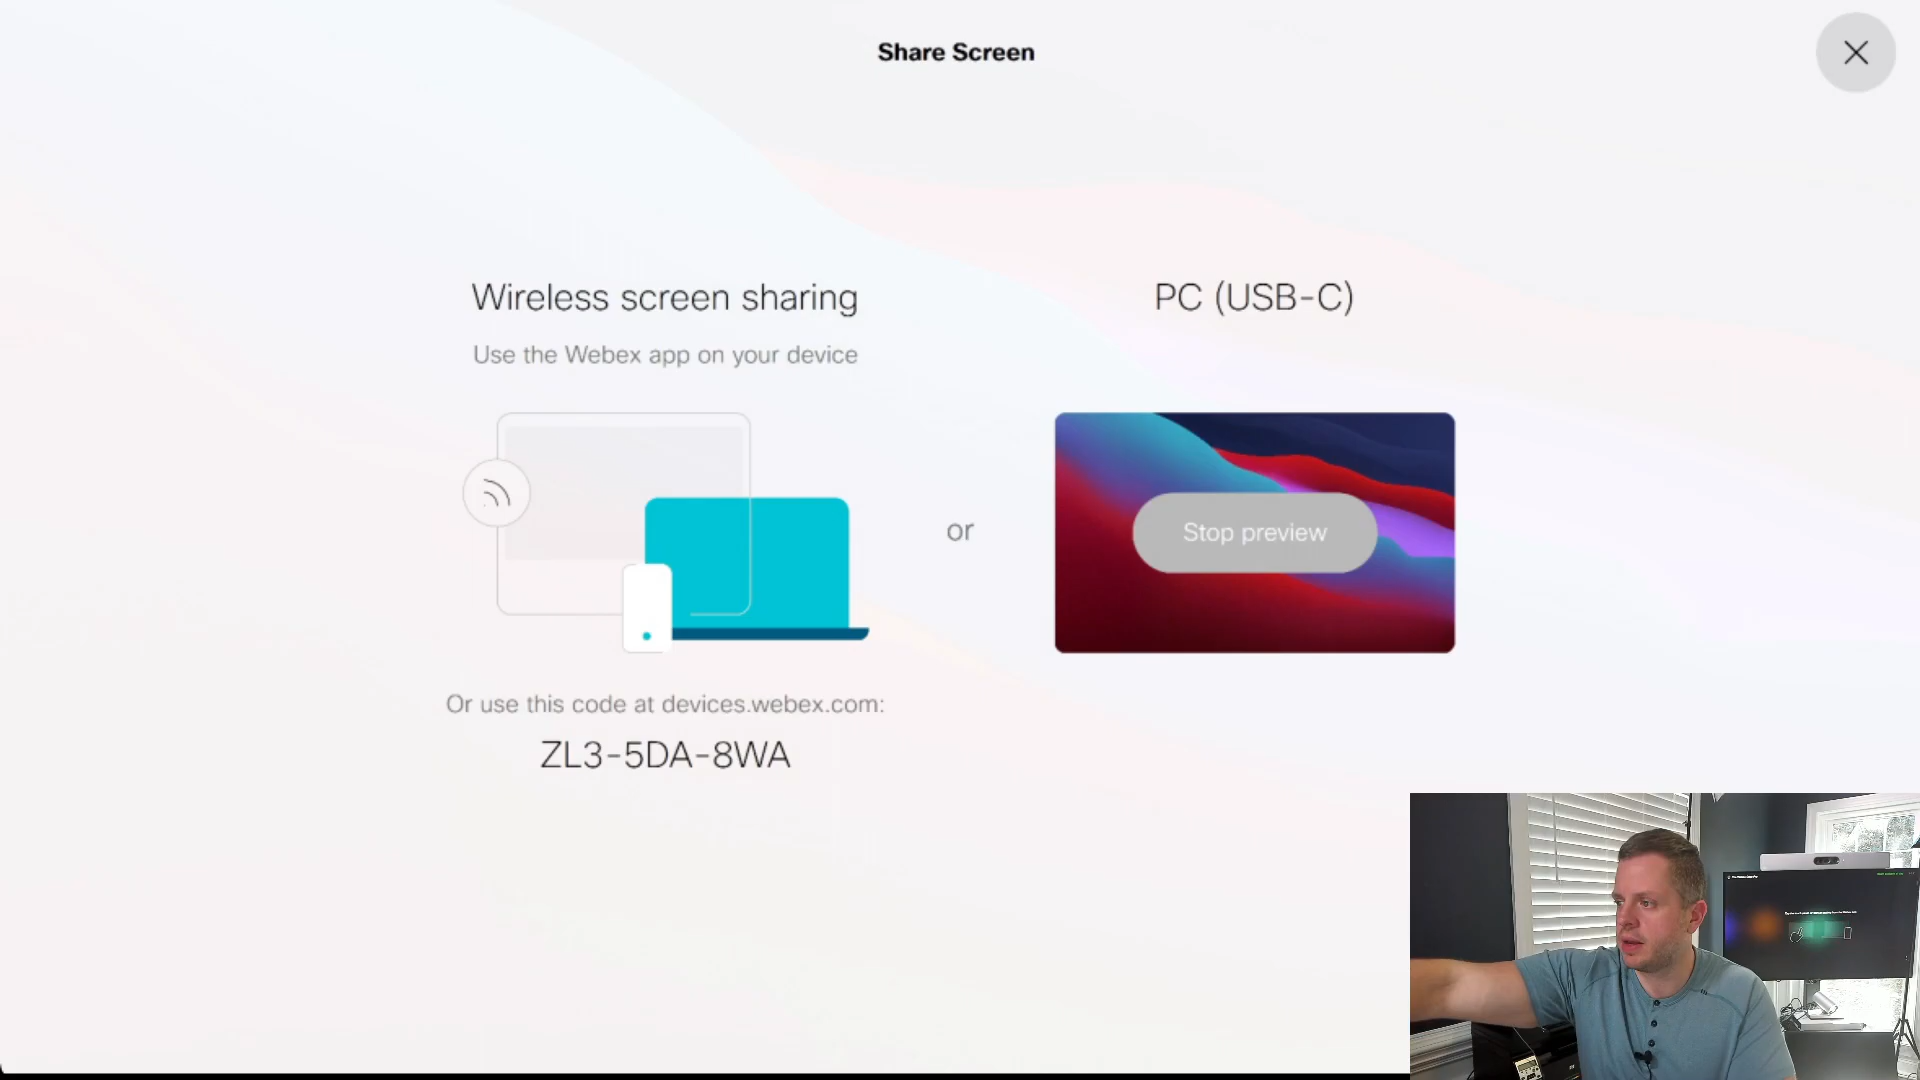 Share Screen
Wireless screen sharing
Use the Webex app on your device
or
PC (USB-C)
Stop preview
Or use this code at devices.webex.com:
ZL3-5DA-8WA